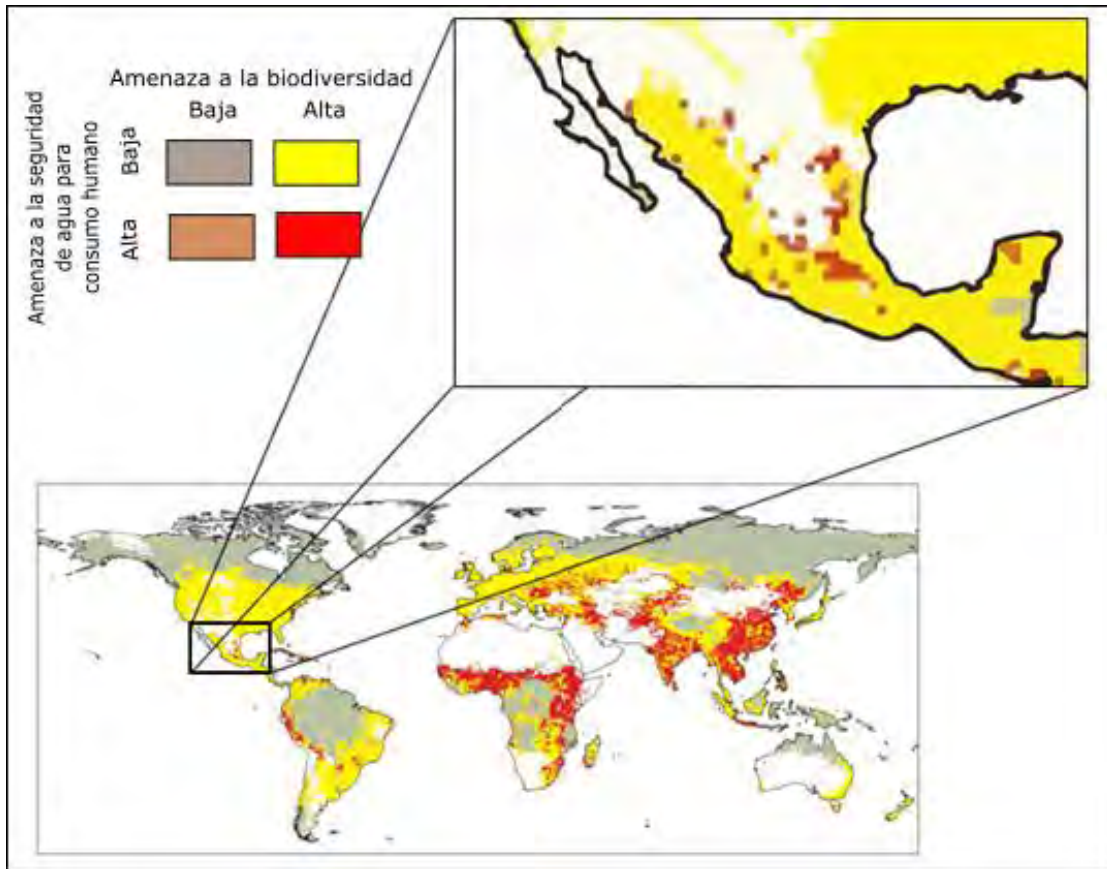 Amenaza a la biodiversidad
Baja Alta
Amenaza a la seguridad
de agua para
consumo humano
Baja
Alta